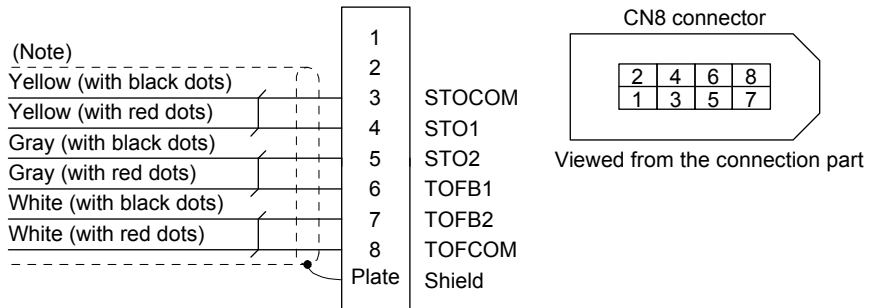 (Note)
Yellow (with black dots)
Yellow (with red dots)
Gray (with black dots)
Gray (with red dots)
White (with black dots)
White (with red dots)
1
2
3 STOCOM
4 STO1
5 STO2
6 TOFB1
7 TOFB2
8 TOFCOM
Plate Shield
CN8 connector
2 4 6 8
1 3 5 7
Viewed from the connection part